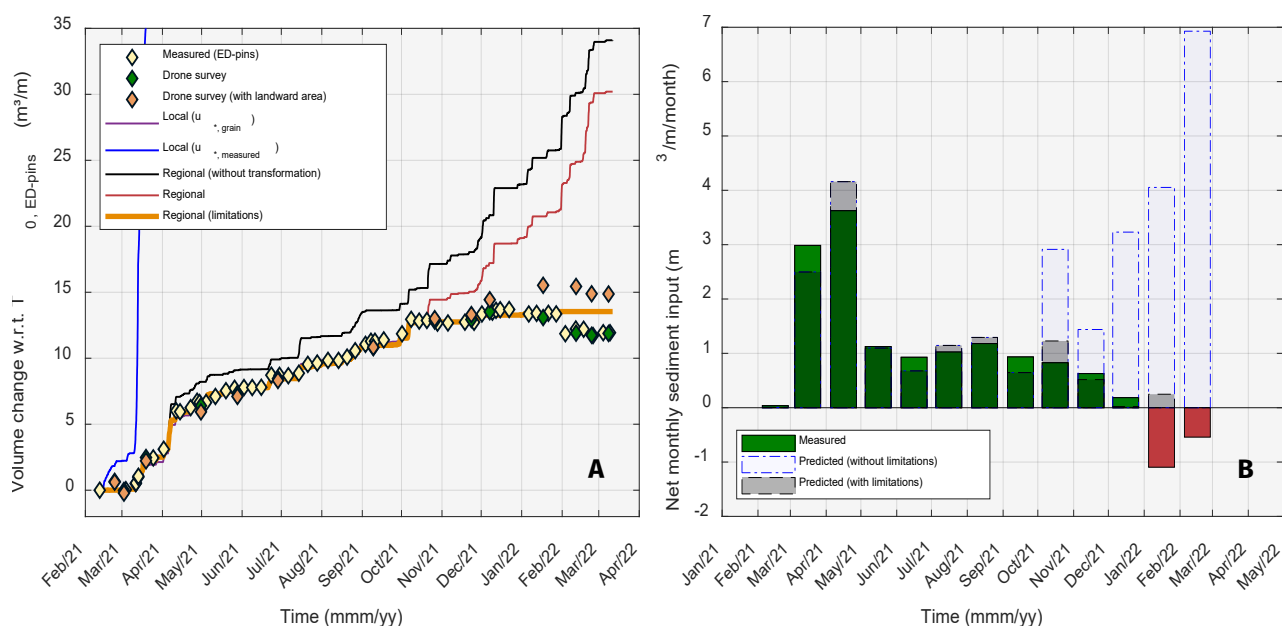 35
30
25
20
15
10
5
0
Volume change w.r.t. T
0, ED-pins
(m³/m)
Measured (ED-pins)
Drone survey
Drone survey (with landward area)
Local (u
*, grain
)
Local (u
*, measured
)
Regional (without transformation)
Regional
Regional (limitations)
A
Feb/21
Mar/21
Apr/21
May/21
Jun/21
Jul/21
Aug/21
Sep/21
Oct/21
Nov/21
Dec/21
Jan/22
Feb/22
Mar/22
Apr/22
Time (mmm/yy)
7
6
5
4
3
2
1
0
-1
-2
Net monthly sediment input (m
3
/m/month)
Measured
Predicted (without limitations)
Predicted (with limitations)
B
Jan/21
Feb/21
Mar/21
Apr/21
May/21
Jun/21
Jul/21
Aug/21
Sep/21
Oct/21
Nov/21
Dec/21
Jan/22
Feb/22
Mar/22
Apr/22
May/22
Time (mmm/yy)